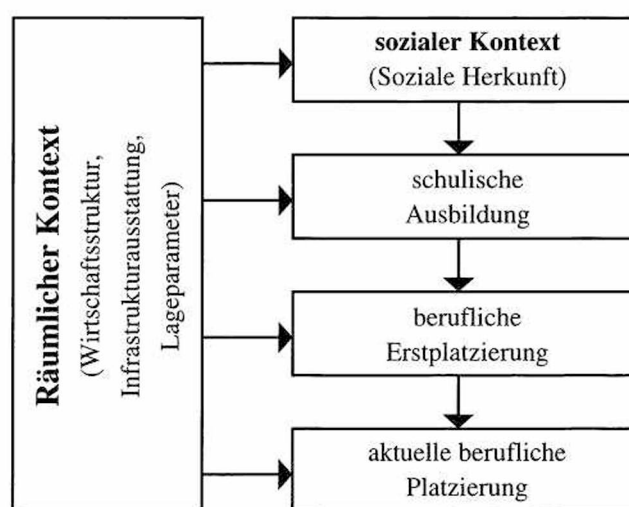 Räumlicher Kontext
(Wirtschaftsstruktur,
Infrastrukturausstattung,
Lageparameter)
sozialer Kontext
(Soziale Herkunft)
schulische
Ausbildung
berufliche
Erstplatzierung
aktuelle berufliche
Platzierung